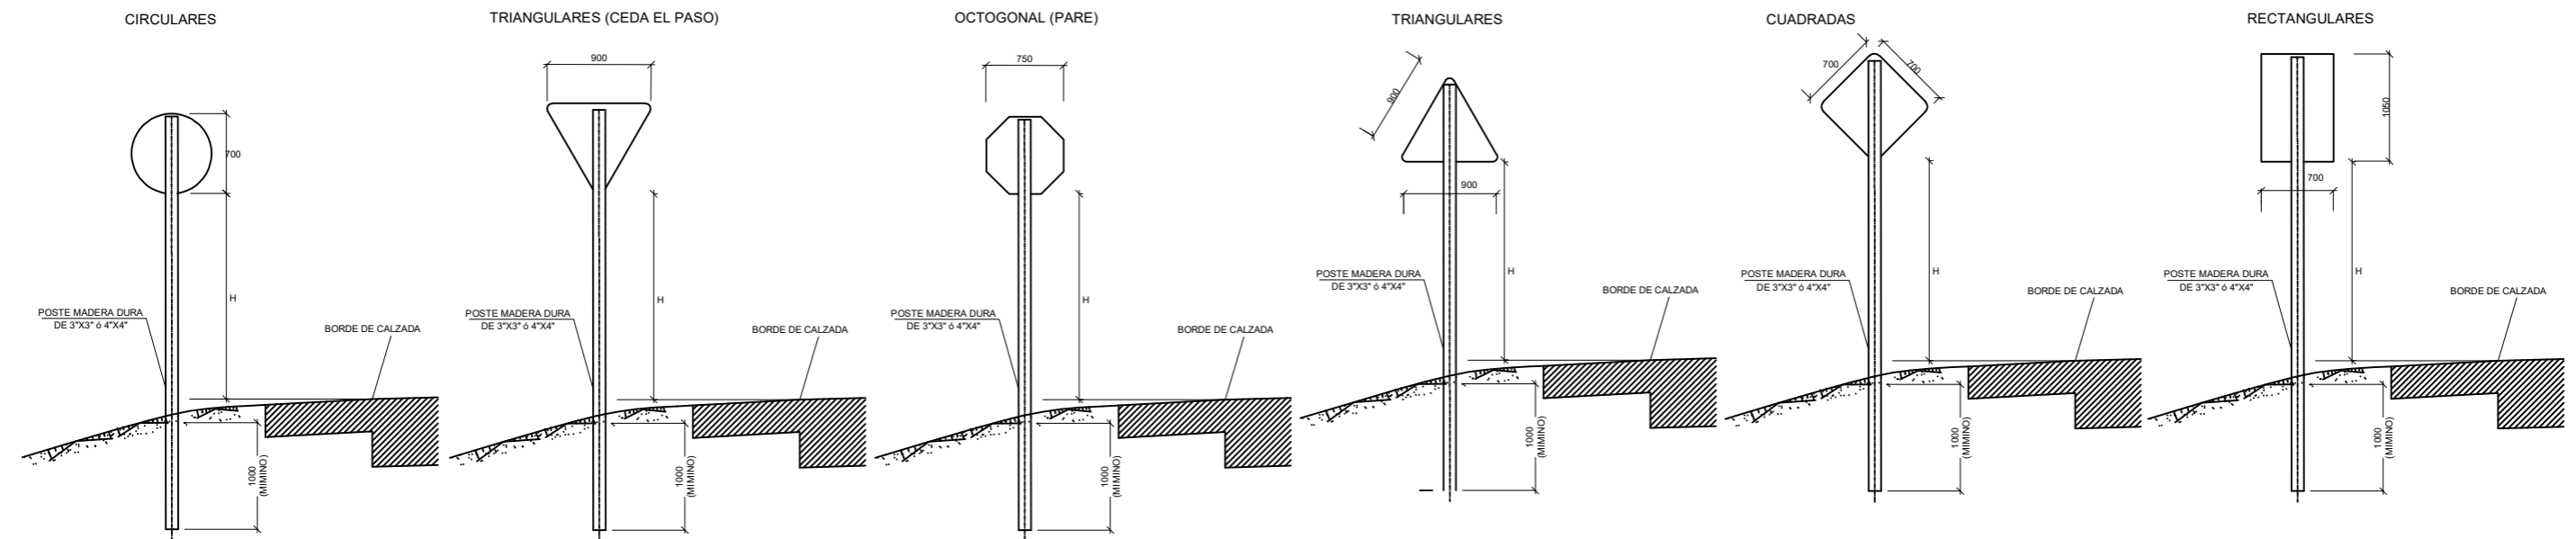 CIRCULARES
700
H
POSTE MADERA DURA
DE 3"X3" ó 4"X4"
BORDE DE CALZADA
1000
(MIMINO)
TRIANGULARES (CEDA EL PASO)
900
H
POSTE MADERA DURA
DE 3"X3" ó 4"X4"
BORDE DE CALZADA
1000
(MIMINO)
OCTOGONAL (PARE)
750
H
POSTE MADERA DURA
DE 3"X3" ó 4"X4"
BORDE DE CALZADA
1000
(MIMINO)
TRIANGULARES
900
900
H
POSTE MADERA DURA
DE 3"X3" ó 4"X4"
BORDE DE CALZADA
1000
(MIMINO)
CUADRADAS
700
700
H
POSTE MADERA DURA
DE 3"X3" ó 4"X4"
BORDE DE CALZADA
1000
(MIMINO)
RECTANGULARES
1050
700
H
POSTE MADERA DURA
DE 3"X3" ó 4"X4"
BORDE DE CALZADA
1000
(MIMINO)